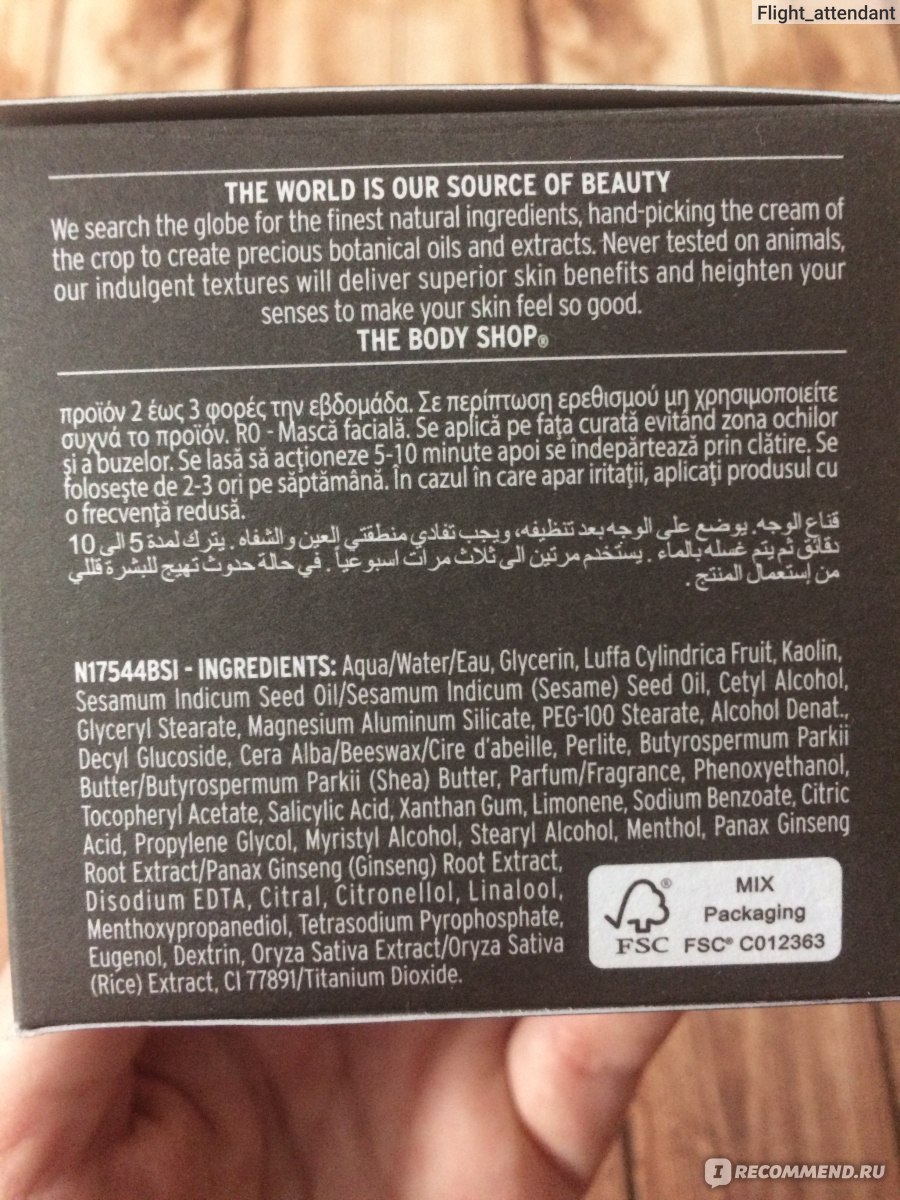 Flight_attendant
THE WORLD IS OUR SOURCE OF BEAUTY
We search the globe for the finest natural ingredients, hand-picking the cream of
the crop to create precious botanical oils and extracts. Never tested on animals,
our indulgent textures will deliver superior skin benefits and heighten your
senses to make your skin feel so good.
THE BODY SHOP®
προϊόν 2 έως 3 φορές την εβδομάδα. Σε περίπτωση ερεθισμού μη χρησιμοποιείτε
συχνά το προϊόν. RO - Mască facială. Se aplică pe faţa curată evitând zona ochilor
şi a buzelor. Se lasă să acţioneze 5-10 minute apoi se îndepărtează prin clătire. Se
foloseşte de 2-3 ori pe săptămână. În cazul în care apar iritaţii, aplicaţi produsul cu
o frecvenţă redusă.
قناع الوجه. يوضع على الوجه بعد تنظيفه، ويجب تفادي منطقتي العين والشفاه. يترك لمدة 5 الى 10
دقائق ثم يتم غسله بالماء. يستخدم مرتين الى ثلاث مرات اسبوعياً. في حالة حدوث تهيج للبشرة قللي
من إستعمال المنتج.
N17544BSI - INGREDIENTS: Aqua/Water/Eau, Glycerin, Luffa Cylindrica Fruit, Kaolin,
Sesamum Indicum Seed Oil/Sesamum Indicum (Sesame) Seed Oil, Cetyl Alcohol,
Glyceryl Stearate, Magnesium Aluminum Silicate, PEG-100 Stearate, Alcohol Denat.,
Decyl Glucoside, Cera Alba/Beeswax/Cire d'abeille, Perlite, Butyrospermum Parkii
Butter/Butyrospermum Parkii (Shea) Butter, Parfum/Fragrance, Phenoxyethanol,
Tocopheryl Acetate, Salicylic Acid, Xanthan Gum, Limonene, Sodium Benzoate, Citric
Acid, Propylene Glycol, Myristyl Alcohol, Stearyl Alcohol, Menthol, Panax Ginseng
Root Extract/Panax Ginseng (Ginseng) Root Extract,
Disodium EDTA, Citral, Citronellol, Linalool,
Menthoxypropanediol, Tetrasodium Pyrophosphate,
Eugenol, Dextrin, Oryza Sativa Extract/Oryza Sativa
(Rice) Extract, CI 77891/Titanium Dioxide.
®
FSC
MIX
Packaging
FSC® C012363
IRECOMMEND.RU